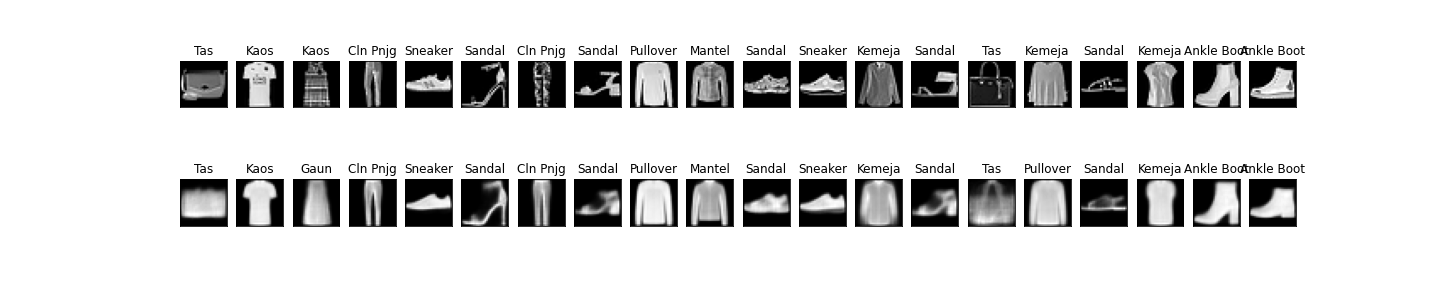 Tas Kaos Kaos Cln Pnjg Sneaker Sandal Cln Pnjg Sandal Pullover Mantel Sandal Sneaker Kemeja Sandal Tas Kemeja Sandal Kemeja Ankle Boot Ankle Boot
Tas Kaos Gaun Cln Pnjg Sneaker Sandal Cln Pnjg Sandal Pullover Mantel Sandal Sneaker Kemeja Sandal Tas Pullover Sandal Kemeja Ankle Boot Ankle Boot